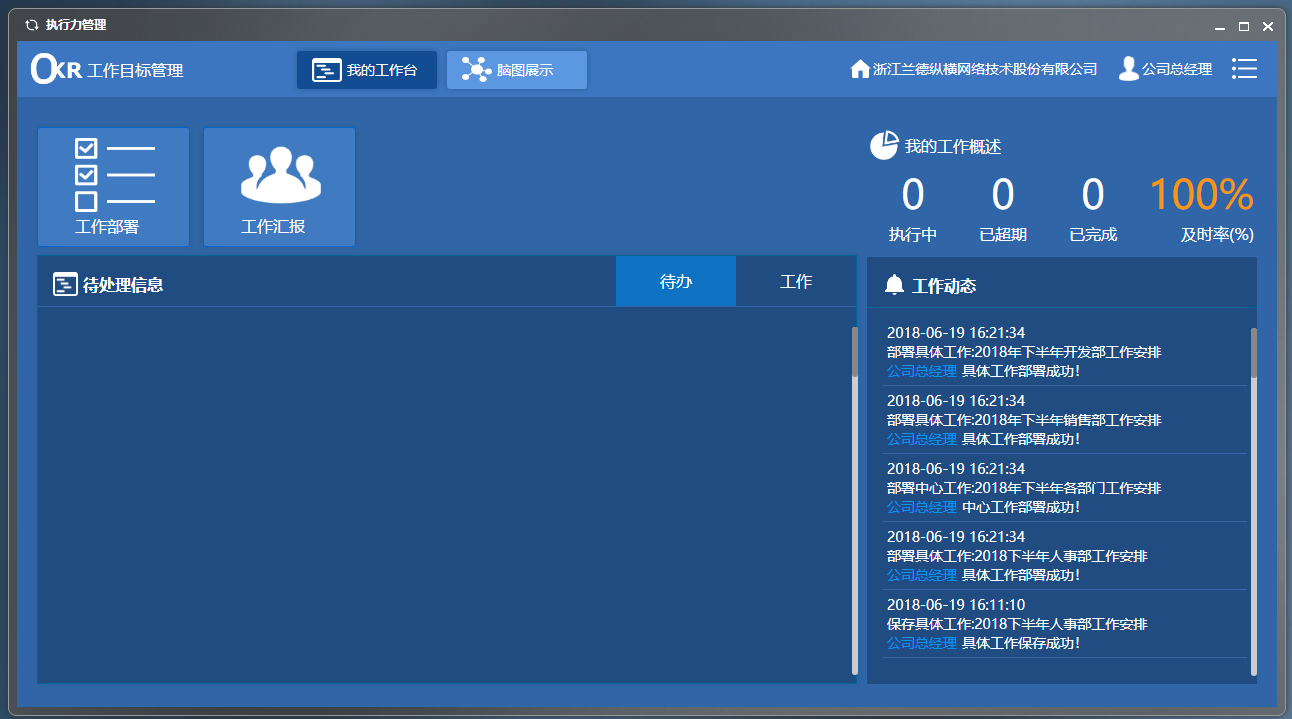 执行力管理
OKR 工作目标管理
我的工作台
脑图展示
浙江兰德纵横网络技术股份有限公司
公司总经理
工作部署
工作汇报
我的工作概述
0 0 0 100%
执行中 已超期 已完成 及时率(%)
待处理信息
待办
工作
工作动态
2018-06-19 16:21:34
部署具体工作:2018年下半年开发部工作安排
公司总经理 具体工作部署成功!
2018-06-19 16:21:34
部署具体工作:2018年下半年销售部工作安排
公司总经理 具体工作部署成功!
2018-06-19 16:21:34
部署中心工作:2018年下半年各部门工作安排
公司总经理 中心工作部署成功!
2018-06-19 16:21:34
部署具体工作:2018下半年人事部工作安排
公司总经理 具体工作部署成功!
2018-06-19 16:11:10
保存具体工作:2018下半年人事部工作安排
公司总经理 具体工作保存成功!